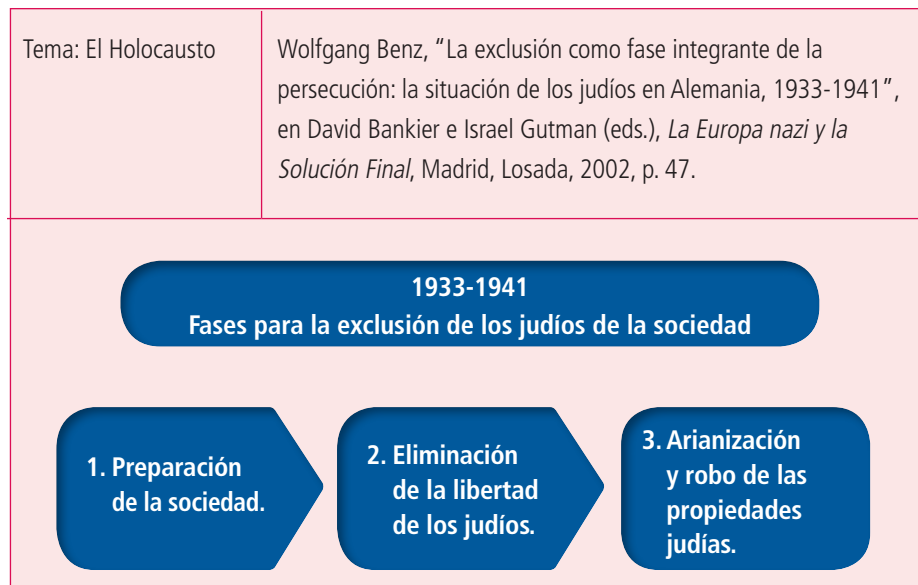 Tema: El Holocausto
Wolfgang Benz, “La exclusión como fase integrante de la
persecución: la situación de los judíos en Alemania, 1933-1941”,
en David Bankier e Israel Gutman (eds.), La Europa nazi y la
Solución Final, Madrid, Losada, 2002, p. 47.
1933-1941
Fases para la exclusión de los judíos de la sociedad
1. Preparación
de la sociedad.
2. Eliminación
de la libertad
de los judíos.
3. Arianización
y robo de las
propiedades
judías.